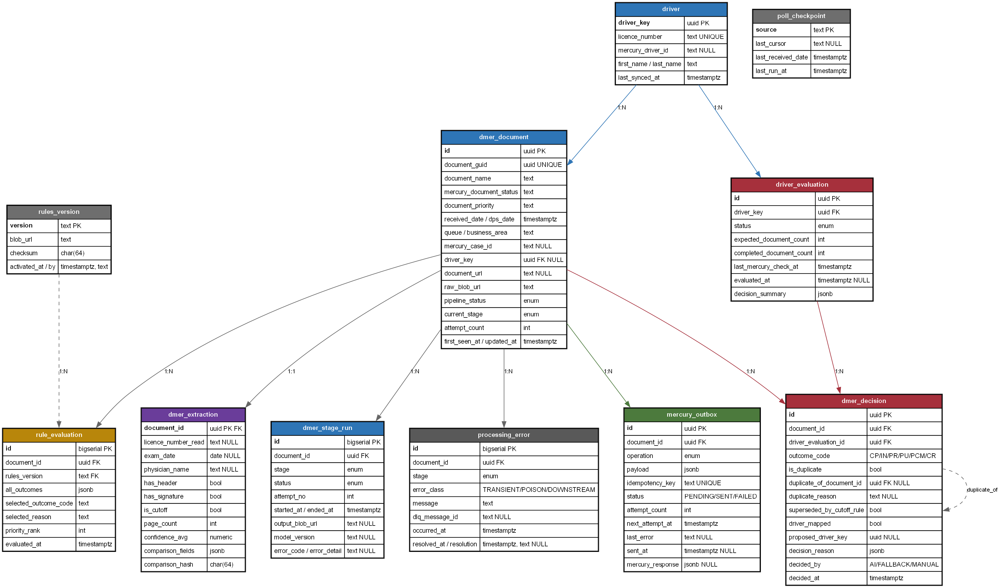 driver
driver_key uuid PK
licence_number text UNIQUE
mercury_driver_id text NULL
first_name / last_name text
last_synced_at timestamptz
poll_checkpoint
source text PK
last_cursor text NULL
last_received_date timestamptz
last_run_at timestamptz
1:N
1:N
dmer_document
id uuid PK
document_guid uuid UNIQUE
document_name text
mercury_document_status text
document_priority text
received_date / dps_date timestamptz
queue / business_area text
mercury_case_id text NULL
driver_key uuid FK NULL
document_url text NULL
raw_blob_url text
pipeline_status enum
current_stage enum
attempt_count int
first_seen_at / updated_at timestamptz
driver_evaluation
id uuid PK
driver_key uuid FK
status enum
expected_document_count int
completed_document_count int
last_mercury_check_at timestamptz
evaluated_at timestamptz NULL
decision_summary jsonb
rules_version
version text PK
blob_url text
checksum char(64)
activated_at / by timestamptz, text
1:N
1:N
1:1
1:N
1:N
1:N
1:N
1:N
rule_evaluation
id bigserial PK
document_id uuid FK
rules_version text FK
all_outcomes jsonb
selected_outcome_code text
selected_reason text
priority_rank int
evaluated_at timestamptz
dmer_extraction
document_id uuid PK FK
licence_number_read text NULL
exam_date date NULL
physician_name text NULL
has_header bool
has_signature bool
is_cutoff bool
page_count int
confidence_avg numeric
comparison_fields jsonb
comparison_hash char(64)
dmer_stage_run
id bigserial PK
document_id uuid FK
stage enum
status enum
attempt_no int
started_at / ended_at timestamptz
output_blob_url text NULL
model_version text NULL
error_code / error_detail text NULL
processing_error
id bigserial PK
document_id uuid FK
stage enum
error_class TRANSIENT/POISON/DOWNSTREAM
message text
dlq_message_id text NULL
occurred_at timestamptz
resolved_at / resolution timestamptz, text NULL
mercury_outbox
id uuid PK
document_id uuid FK
operation enum
payload jsonb
idempotency_key text UNIQUE
status PENDING/SENT/FAILED
attempt_count int
next_attempt_at timestamptz
last_error text NULL
sent_at timestamptz NULL
mercury_response jsonb NULL
dmer_decision
id uuid PK
document_id uuid FK
driver_evaluation_id uuid FK
outcome_code CP/IN/PR/PU/PCM/CR
is_duplicate bool
duplicate_of_document_id uuid FK NULL
duplicate_reason text NULL
superseded_by_cutoff_rule bool
driver_mapped bool
proposed_driver_key uuid NULL
decision_reason jsonb
decided_by AI/FALLBACK/MANUAL
decided_at timestamptz
duplicate_of